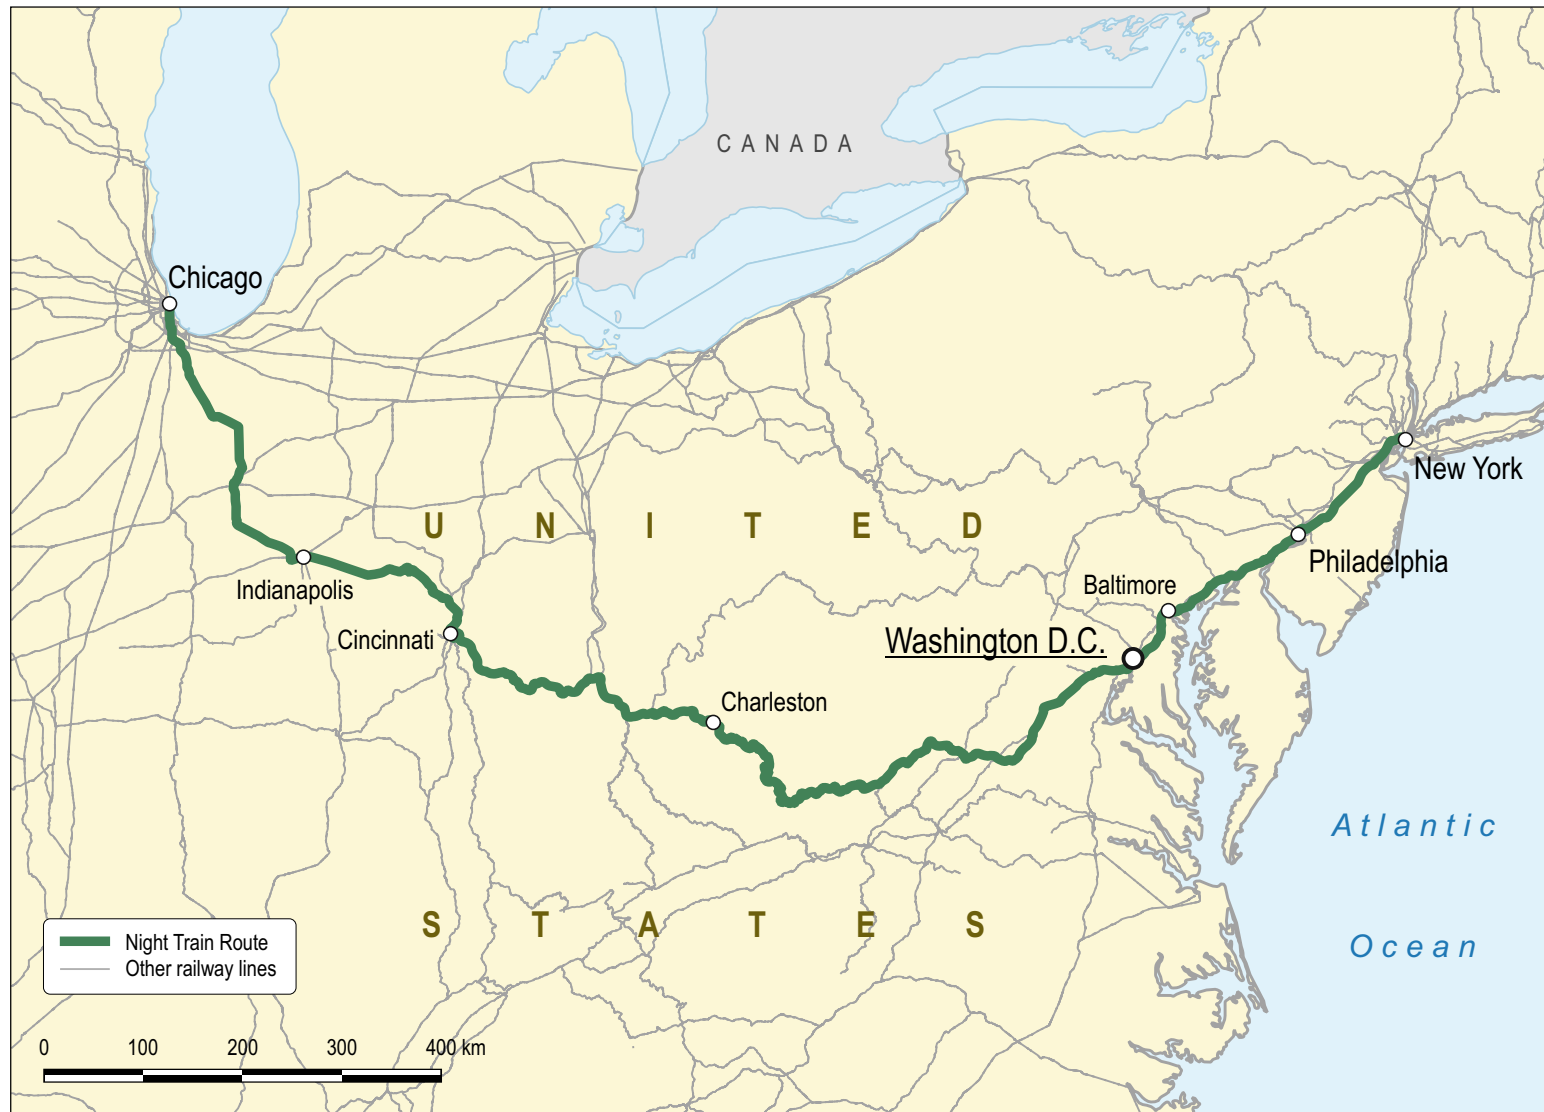 CANADA
Chicago
New York
UNITED
Philadelphia
Indianapolis
Baltimore
Cincinnati
Washington D.C.
Charleston
Atlantic
Ocean
STATES
Night Train Route
Other railway lines
0 100 200 300 400 km